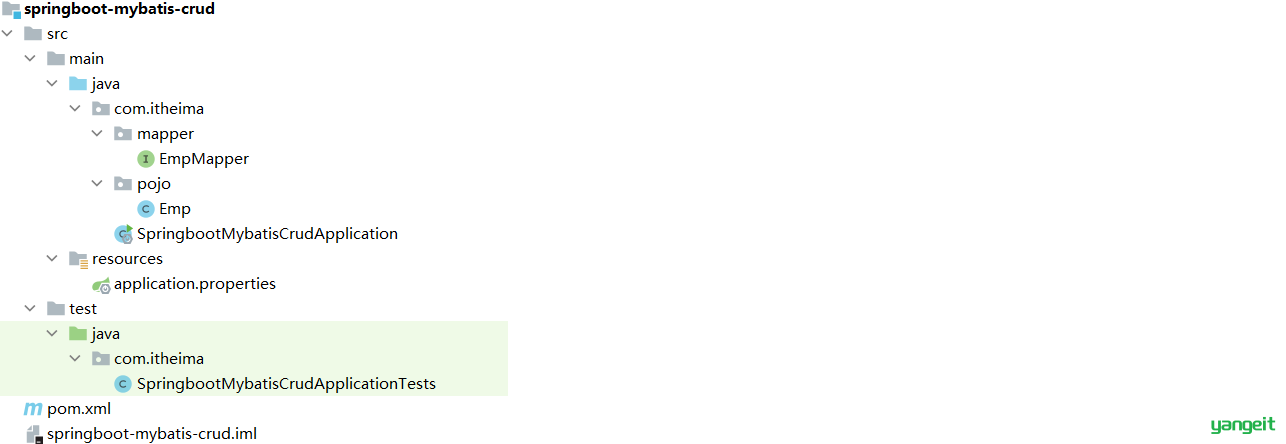 springboot-mybatis-crud
src
main
java
com.itheima
mapper
I EmpMapper
pojo
C Emp
C SpringbootMybatisCrudApplication
resources
application.properties
test
java
com.itheima
C SpringbootMybatisCrudApplicationTests
m pom.xml
springboot-mybatis-crud.iml
yangeit